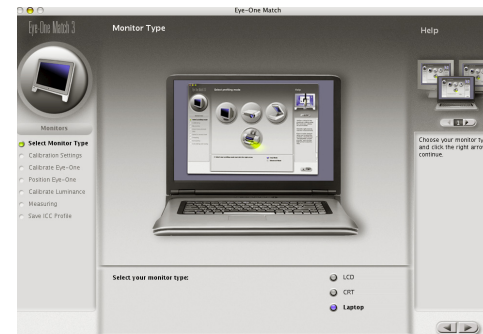 Eye-One Match
Eye-One Match 3
Monitor Type
Help
Monitors
Select Monitor Type
Calibration Settings
Calibrate Eye-One
Position Eye-One
Calibrate Luminance
Measuring
Save ICC Profile
1
Choose your monitor ty
and click the right arro
continue.
Select your monitor type:
LCD
CRT
Laptop